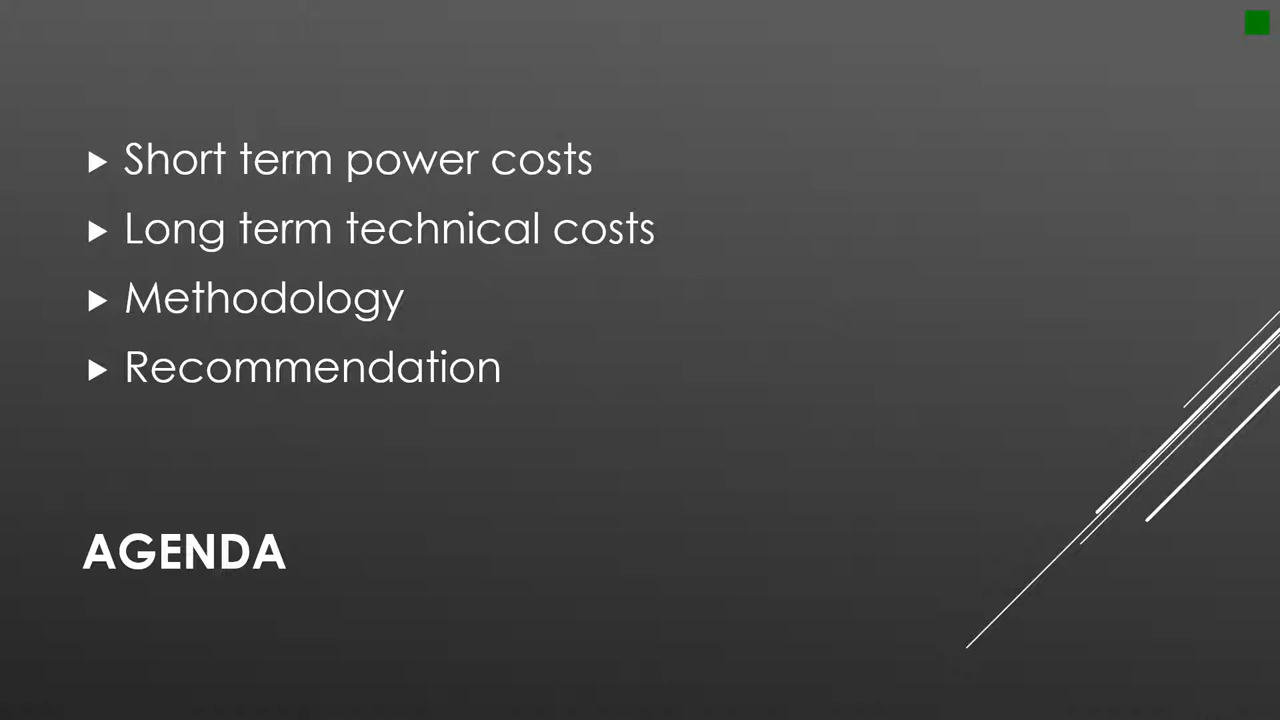 Short term power costs
Long term technical costs
Methodology
Recommendation
AGENDA